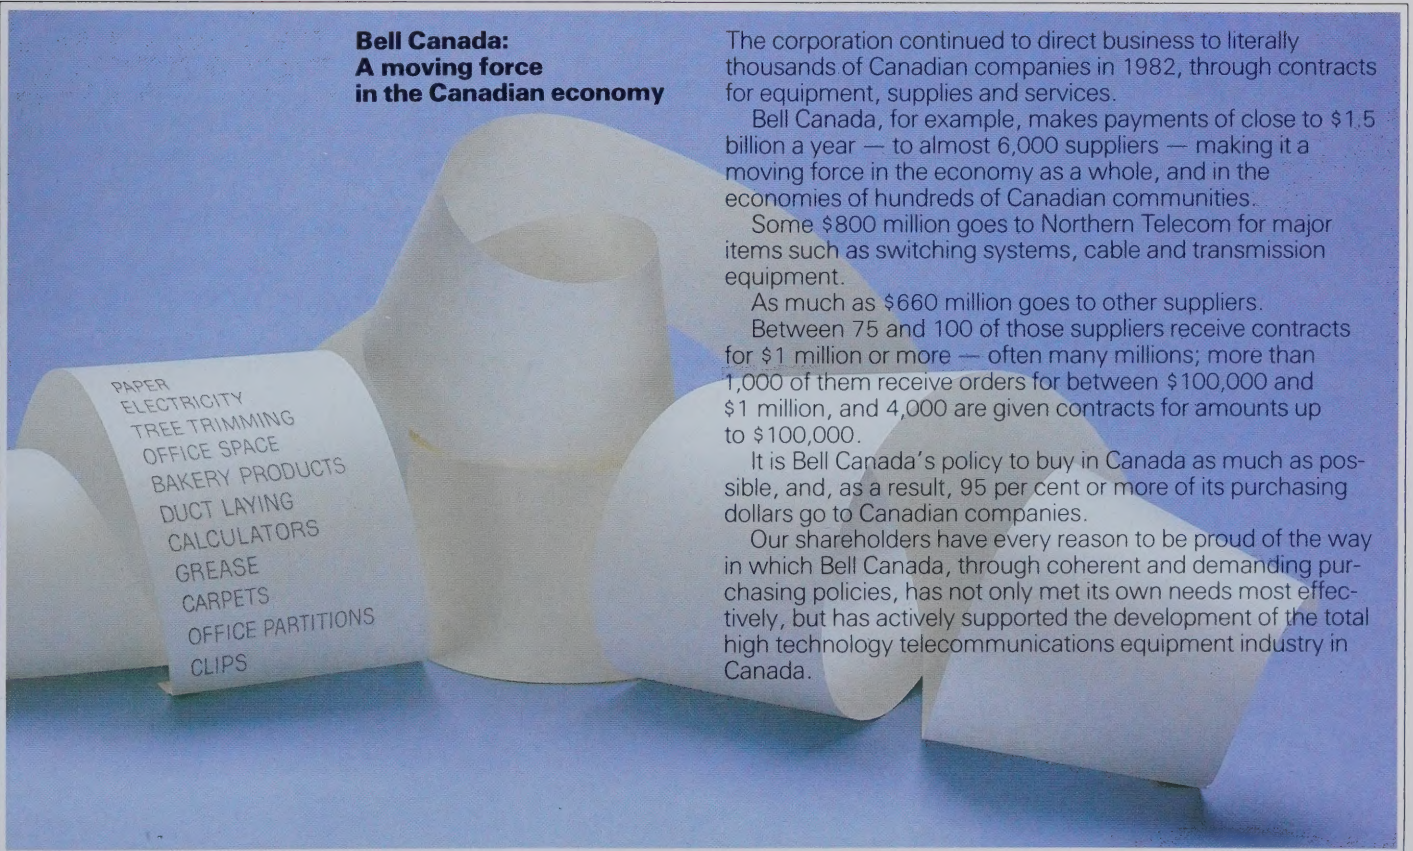 Bell Canada:
A moving force
in the Canadian economy
The corporation continued to direct business to literally
thousands of Canadian companies in 1982, through contracts
for equipment, supplies and services.
Bell Canada, for example, makes payments of close to $1.5
billion a year — to almost 6,000 suppliers — making it a
moving force in the economy as a whole, and in the
economies of hundreds of Canadian communities.
Some $800 million goes to Northern Telecom for major
items such as switching systems, cable and transmission
equipment.
As much as $660 million goes to other suppliers.
Between 75 and 100 of those suppliers receive contracts
for $1 million or more — often many millions; more than
1,000 of them receive orders for between $100,000 and
$1 million, and 4,000 are given contracts for amounts up
to $100,000.
It is Bell Canada's policy to buy in Canada as much as pos-
sible, and, as a result, 95 per cent or more of its purchasing
dollars go to Canadian companies.
Our shareholders have every reason to be proud of the way
in which Bell Canada, through coherent and demanding pur-
chasing policies, has not only met its own needs most effec-
tively, but has actively supported the development of the total
high technology telecommunications equipment industry in
Canada.
PAPER
ELECTRICITY
TREE TRIMMING
OFFICE SPACE
BAKERY PRODUCTS
DUCT LAYING
CALCULATORS
GREASE
CARPETS
OFFICE PARTITIONS
CLIPS